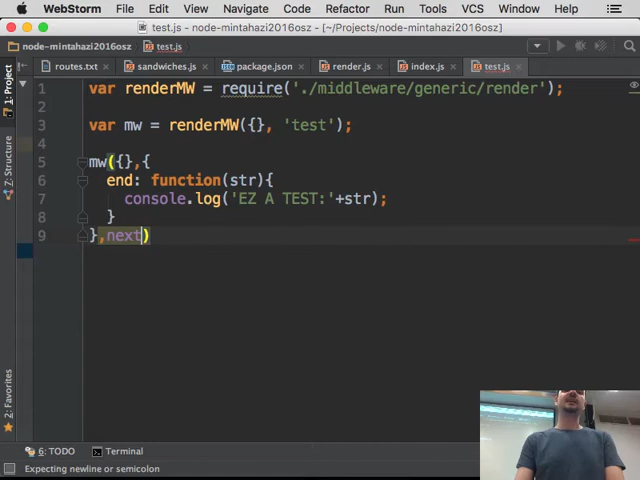 WebStorm File Edit View Navigate Code Refactor Run Tools VCS Window Help
test.js - node-mintahazi2016osz - [~/Projects/node-mintahazi2016osz]
node-mintahazi2016osz test.js
1: Project
routes.txt sandwiches.js package.json render.js index.js test.js
1 var renderMW = require('./middleware/generic/render');
2
3 var mw = renderMW({}, 'test');
4
5 mw({},{
6 end: function(str){
7 console.log('EZ A TEST:'+str);
8 }
9 },next)
7: Structure
2: Favorites
6: TODO Terminal
Expecting newline or semicolon